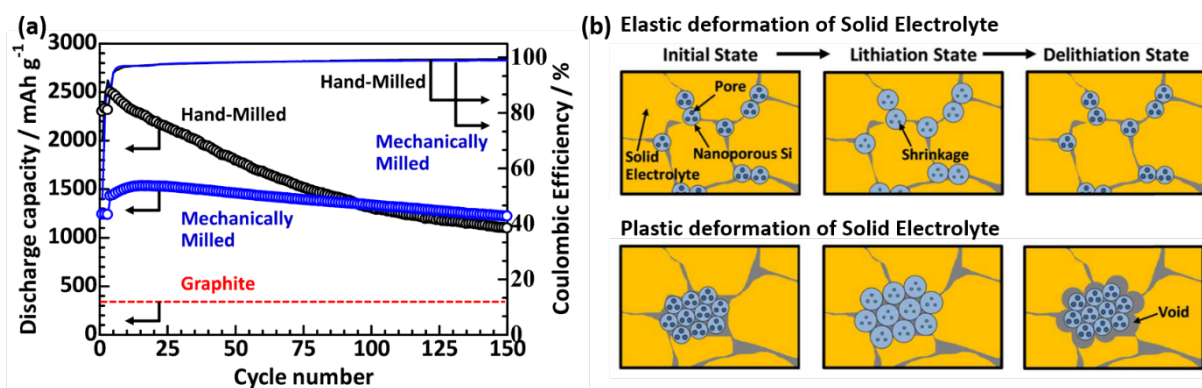 (a)
3000
2500
2000
1500
1000
500
0
Discharge capacity / mAh g⁻¹
Hand-Milled
Hand-Milled
Mechanically
Milled
Mechanically
Milled
Graphite
100
80
60
40
20
0
Coulombic Efficiency / %
0
25
50
75
100
125
150
Cycle number
(b) Elastic deformation of Solid Electrolyte
Initial State
Lithiation State
Delithiation State
Pore
Solid
Electrolyte
Nanoporous Si
Shrinkage
Plastic deformation of Solid Electrolyte
Void